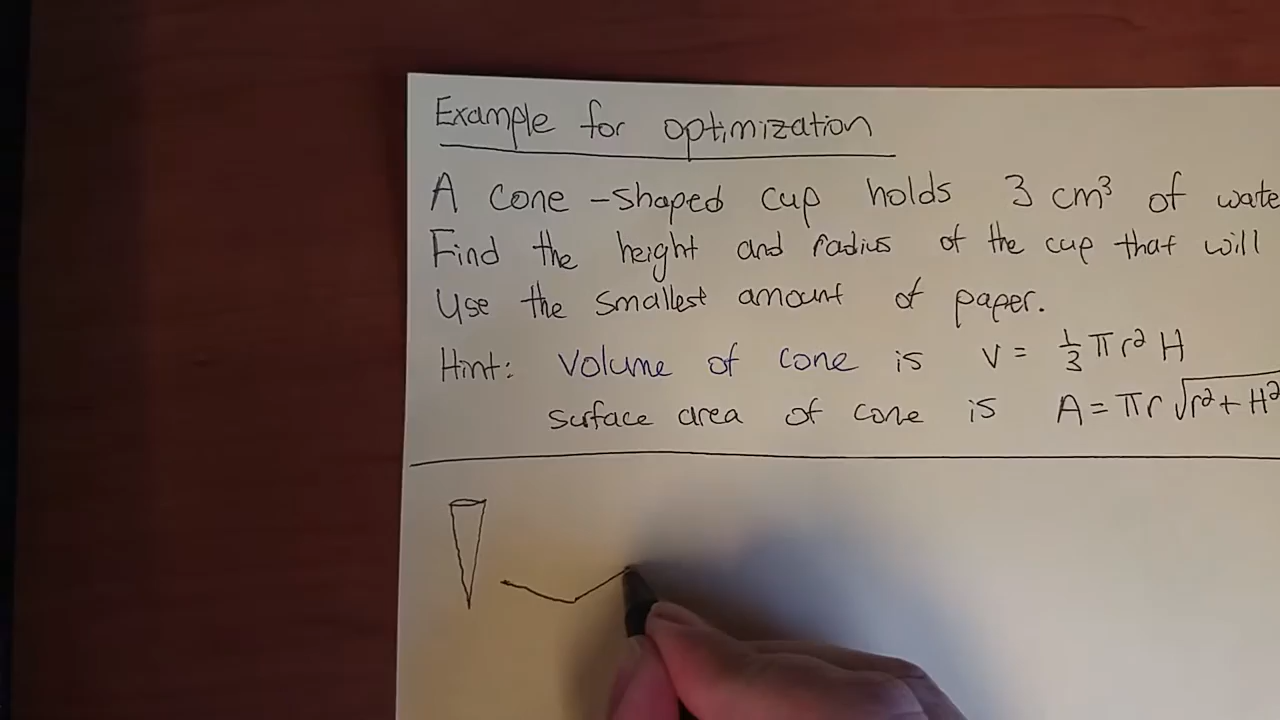 Example for optimization
A cone-shaped cup holds 3 cm³ of wate
Find the height and radius of the cup that will
Use the smallest amount of paper.
Hint: Volume of cone is V = 1/3 πr² H
surface area of cone is A = πr √r² + H²